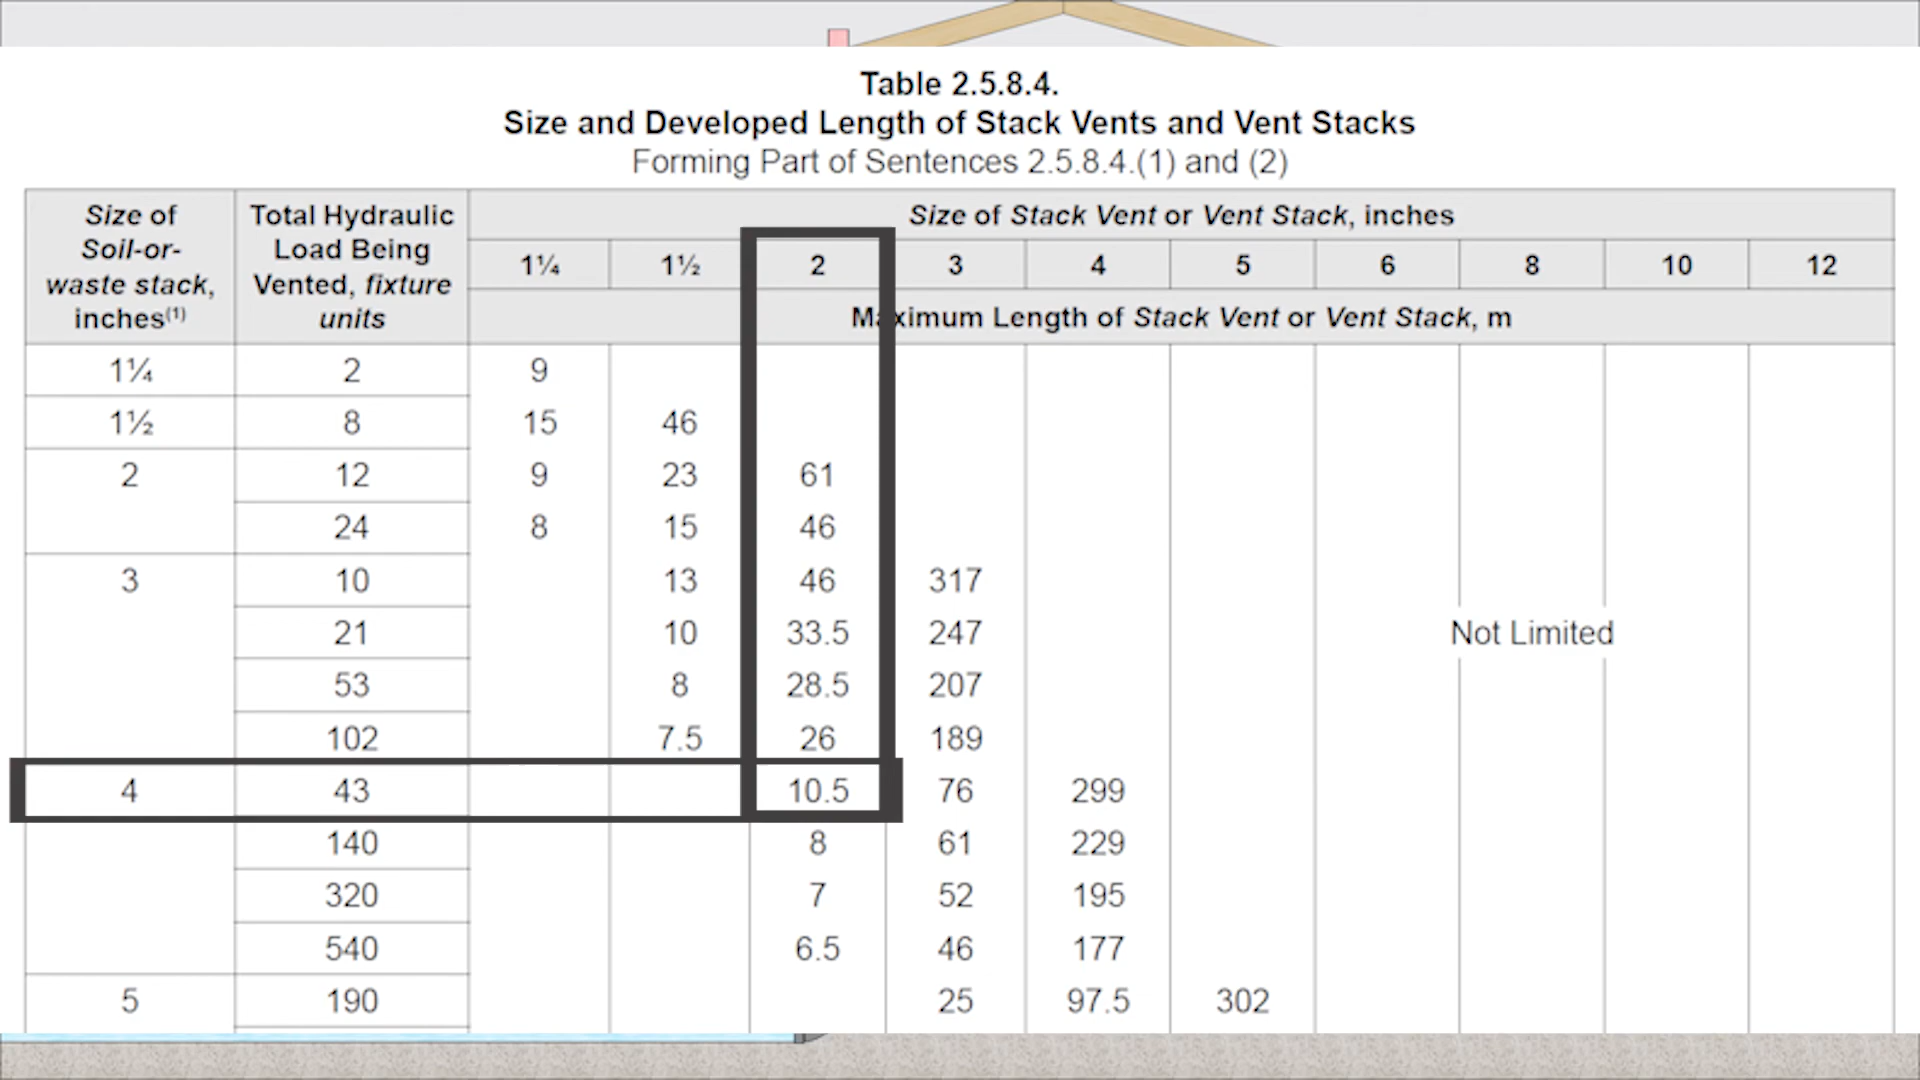 Table 2.5.8.4.
Size and Developed Length of Stack Vents and Vent Stacks
Forming Part of Sentences 2.5.8.4.(1) and (2)
Size of Soil-or-waste stack, inches(1) Total Hydraulic Load Being Vented, fixture units Size of Stack Vent or Vent Stack, inches
1¼ 1½ 2 3 4 5 6 8 10 12
Maximum Length of Stack Vent or Vent Stack, m
1¼ 2 9
1½ 8 15 46
2 12 9 23 61
24 8 15 46
3 10 13 46 317
21 10 33.5 247 Not Limited
53 8 28.5 207
102 7.5 26 189
4 43 10.5 76 299
140 8 61 229
320 7 52 195
540 6.5 46 177
5 190 25 97.5 302